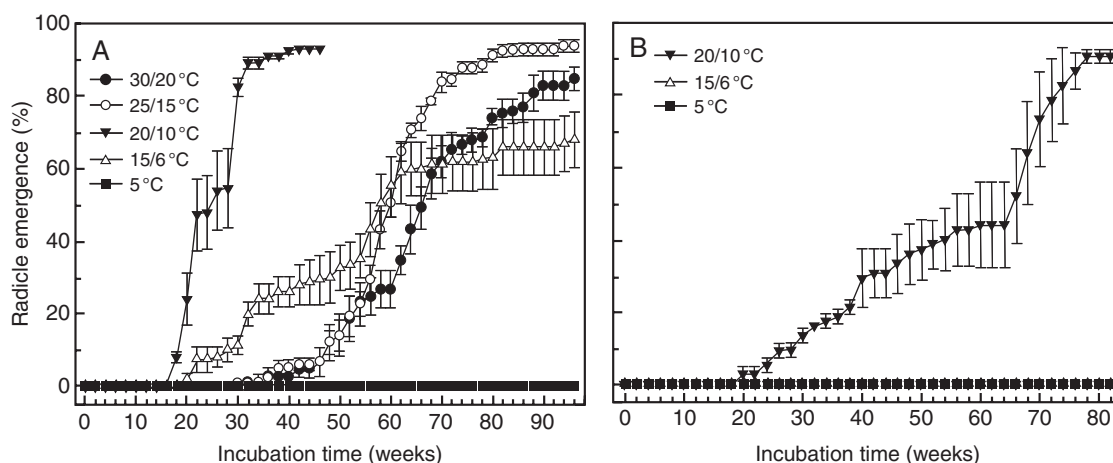 A
30/20 °C
25/15 °C
20/10 °C
15/6 °C
5 °C
Radicle emergence (%)
100
80
60
40
20
0
0 10 20 30 40 50 60 70 80 90
Incubation time (weeks)
B
20/10 °C
15/6 °C
5 °C
0 10 20 30 40 50 60 70 80
Incubation time (weeks)